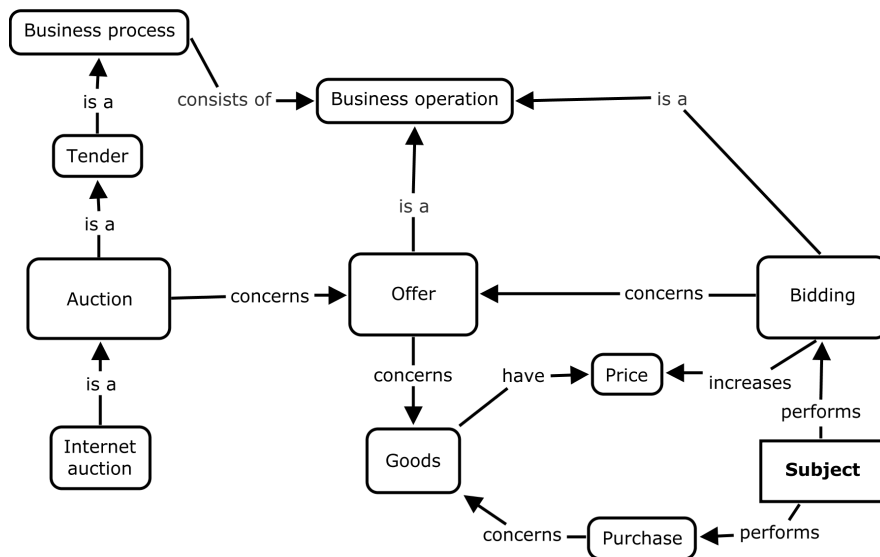 Business process
consists of
Business operation
is a
is a
Tender
is a
is a
Auction
concerns
Offer
concerns
Bidding
is a
concerns
have
Price
increases
performs
Internet
auction
Goods
Subject
concerns
Purchase
performs